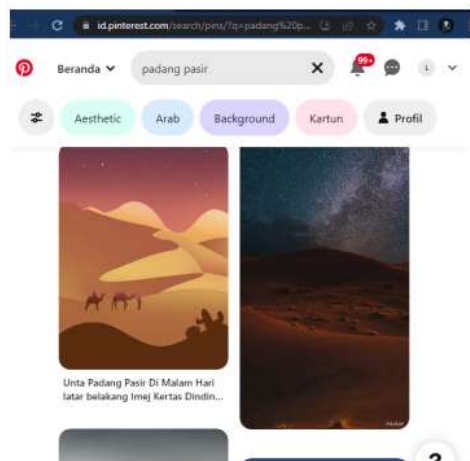 id.pinterest.com/search/pins/?q=padang%20p...
Beranda
padang pasir
99+
Aesthetic
Arab
Background
Kartun
Profil
Unta Padang Pasir Di Malam Hari
latar belakang Imej Kertas Dindin...
?